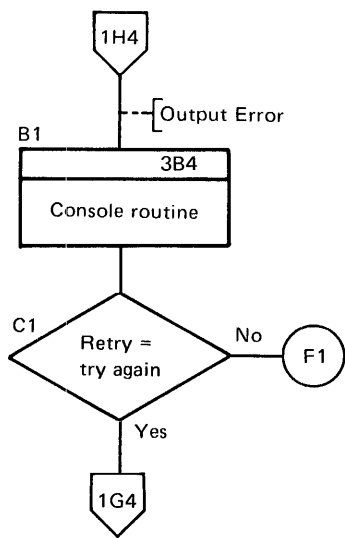 1H4
Output Error
B1
3B4
Console routine
C1
Retry =
try again
No
F1
Yes
1G4